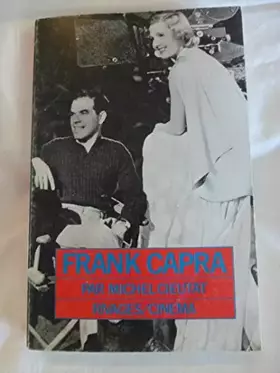 FRANK CAPRA
PAR MICHEL CIEUTAT
RIVAGES/CINEMA